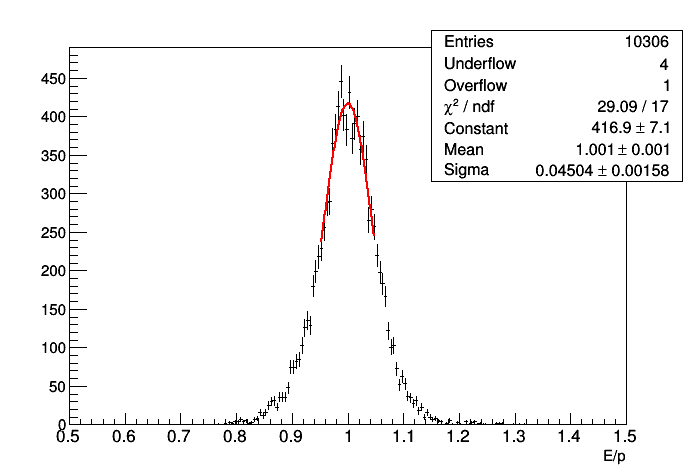 Entries 10306
Underflow 4
Overflow 1
χ² / ndf 29.09 / 17
Constant 416.9 ± 7.1
Mean 1.001 ± 0.001
Sigma 0.04504 ± 0.00158
450
400
350
300
250
200
150
100
50
0
0.5 0.6 0.7 0.8 0.9 1 1.1 1.2 1.3 1.4 1.5
E/p